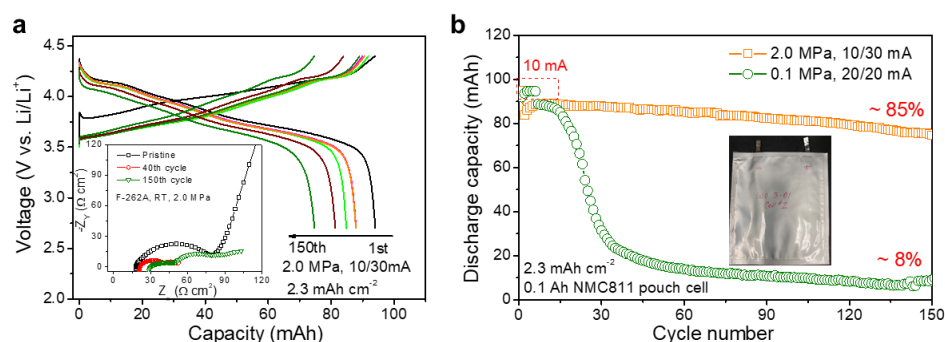 a
Voltage (V vs. Li/Li+)
4.5
4.0
3.5
3.0
2.5
2.0
0 20 40 60 80 100
Capacity (mAh)
-Z (Ω cm2)
120
90
60
30
0
0 30 60 90 120
Z (Ω cm2)
Pristine
40th cycle
150th cycle
F-262A, RT, 2.0 MPa
150th 1st
2.0 MPa, 10/30mA
2.3 mAh cm-2
b
Discharge capacity (mAh)
140
120
100
80
60
40
20
0
0 30 60 90 120 150
Cycle number
2.0 MPa, 10/30 mA
0.1 MPa, 20/20 mA
10 mA
~ 85%
~ 8%
2.3 mAh cm-2
0.1 Ah NMC811 pouch cell